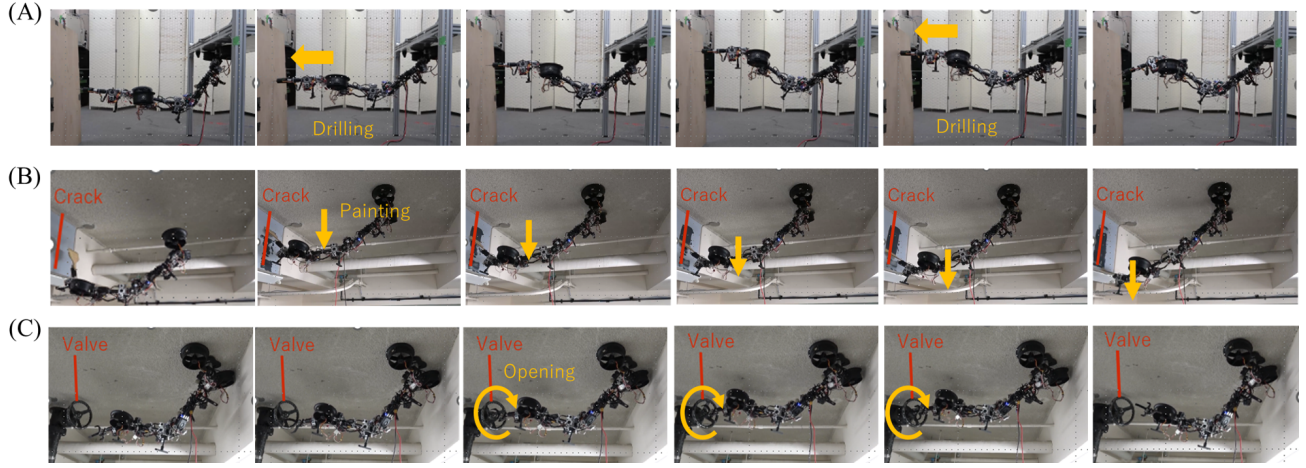 (A)
Drilling
Drilling
(B)
Crack
Crack
Painting
Crack
Crack
Crack
Crack
(C)
Valve
Valve
Valve
Opening
Valve
Valve
Valve